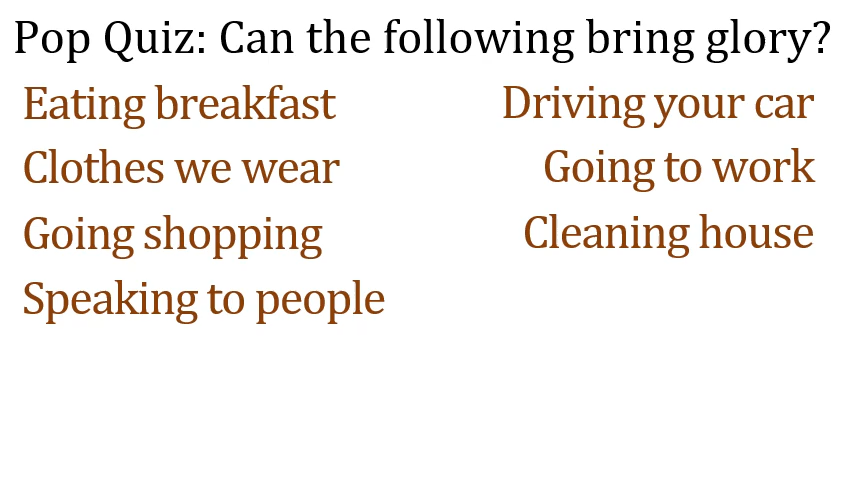 Pop Quiz: Can the following bring glory?
Eating breakfast
Clothes we wear
Going shopping
Speaking to people
Driving your car
Going to work
Cleaning house